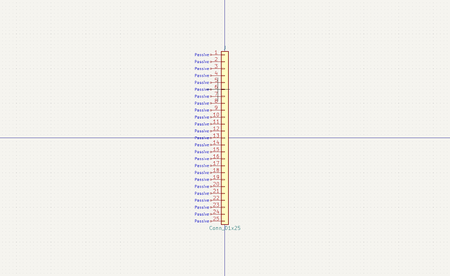 Passive 1
Passive 2
Passive 3
Passive 4
Passive 5
Passive 6
Passive 7
Passive 8
Passive 9
Passive 10
Passive 11
Passive 12
Passive 13
Passive 14
Passive 15
Passive 16
Passive 17
Passive 18
Passive 19
Passive 20
Passive 21
Passive 22
Passive 23
Passive 24
Passive 25
Conn_01x25